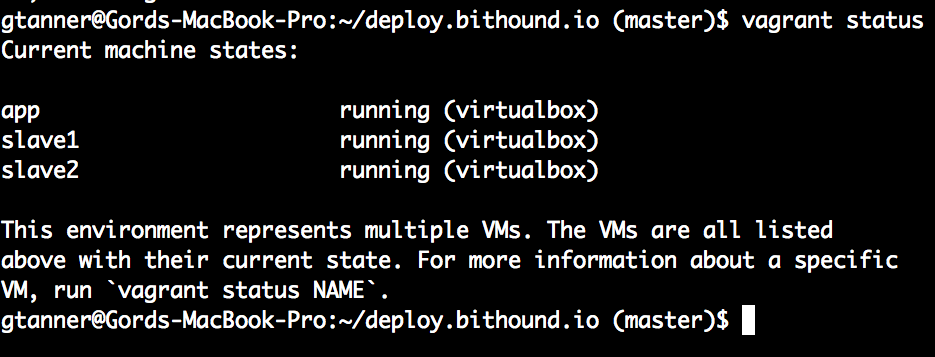 gtanner@Gords-MacBook-Pro:~/deploy.bithound.io (master)$ vagrant status
Current machine states:
app                       running (virtualbox)
slave1                    running (virtualbox)
slave2                    running (virtualbox)
This environment represents multiple VMs. The VMs are all listed
above with their current state. For more information about a specific
VM, run `vagrant status NAME`.
gtanner@Gords-MacBook-Pro:~/deploy.bithound.io (master)$